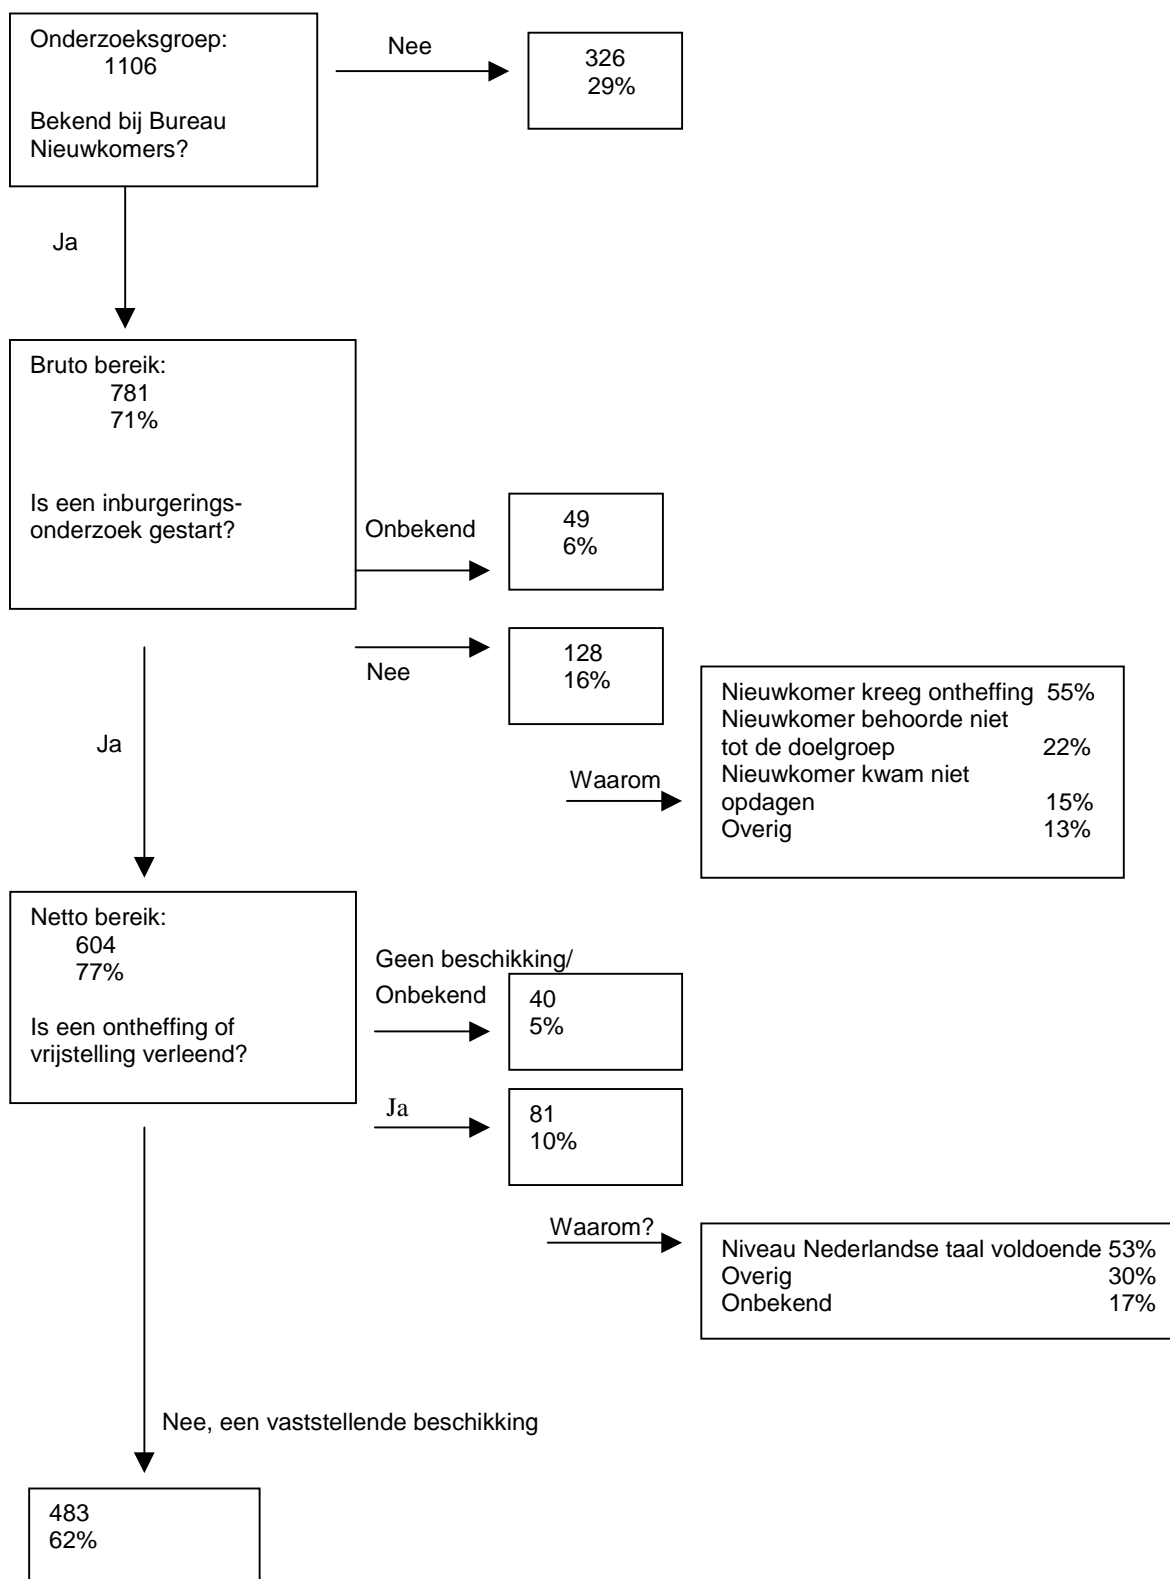 Onderzoeksgroep:
1106
Bekend bij Bureau
Nieuwkomers?
Nee
326
29%
Ja
Bruto bereik:
781
71%
Is een inburgerings-
onderzoek gestart?
Onbekend
49
6%
Nee
128
16%
Waarom
Nieuwkomer kreeg ontheffing 55%
Nieuwkomer behoorde niet
tot de doelgroep 22%
Nieuwkomer kwam niet
opdagen 15%
Overig 13%
Ja
Netto bereik:
604
77%
Is een ontheffing of
vrijstelling verleend?
Geen beschikking/
Onbekend
40
5%
Ja
81
10%
Waarom?
Niveau Nederlandse taal voldoende 53%
Overig 30%
Onbekend 17%
Nee, een vaststellende beschikking
483
62%